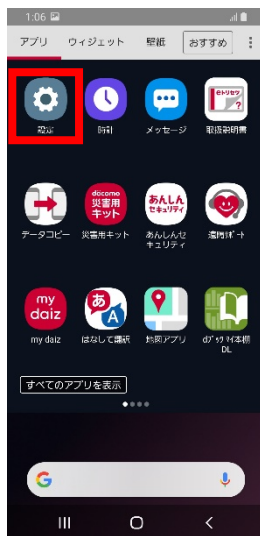 1:06
アプリ ウィジェット 壁紙 おすすめ
設定 時計 メッセージ 取扱説明書
docomo
災害用
キット
あんしん
セキュリティ
データコピー 災害用キット あんしんセ
キュリティ 遠隔サポート
my
daiz
あ A
my daiz はなして翻訳 地図アプリ dブック マイ本棚
DL
すべてのアプリを表示
G